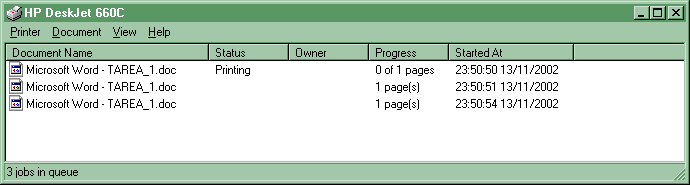 HP DeskJet 660C
Printer Document View Help
Document Name Status Owner Progress Started At
Microsoft Word - TAREA_1.doc Printing 0 of 1 pages 23:50:50 13/11/2002
Microsoft Word - TAREA_1.doc 1 page(s) 23:50:51 13/11/2002
Microsoft Word - TAREA_1.doc 1 page(s) 23:50:54 13/11/2002
3 jobs in queue